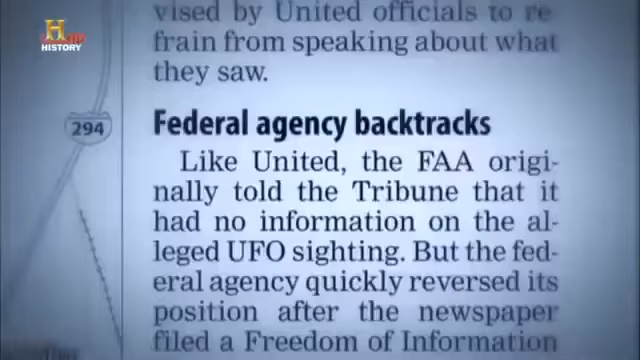 H
HISTORY
294
vised by United officials to re
frain from speaking about what
they saw.
Federal agency backtracks
Like United, the FAA origi-
nally told the Tribune that it
had no information on the al-
leged UFO sighting. But the fed-
eral agency quickly reversed its
position after the newspaper
filed a Freedom of Information